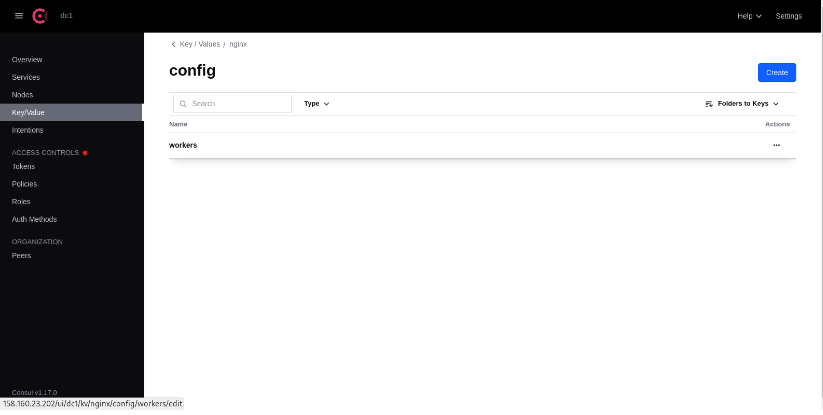 dc1
Help
Settings
Overview
Services
Nodes
Key/Value
Intentions
ACCESS CONTROLS
Tokens
Policies
Roles
Auth Methods
ORGANIZATION
Peers
Consul v1.17.0
Key / Values / nginx
config
Create
Search
Type
Folders to Keys
Name
Actions
workers
158.160.23.202/ui/dc1/kv/nginx/config/workers/edit